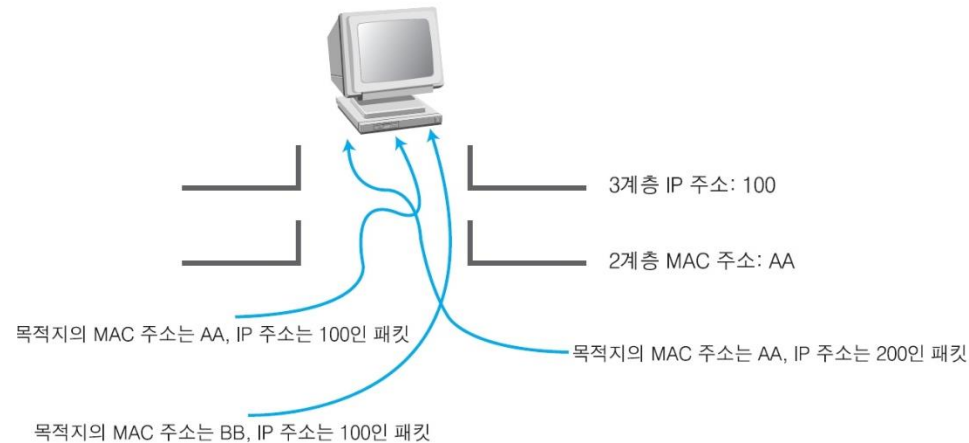 3계층 IP 주소: 100
2계층 MAC 주소: AA
목적지의 MAC 주소는 AA, IP 주소는 100인 패킷
목적지의 MAC 주소는 AA, IP 주소는 200인 패킷
목적지의 MAC 주소는 BB, IP 주소는 100인 패킷